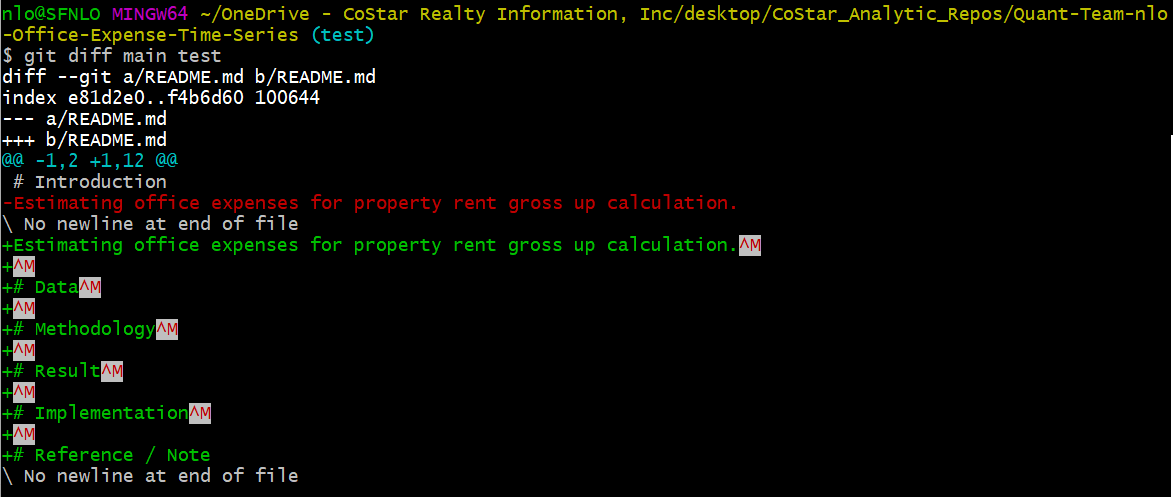 nlo@SFNLO MINGW64 ~/OneDrive - CoStar Realty Information, Inc/desktop/CoStar_Analytic_Repos/Quant-Team-nlo
-Office-Expense-Time-Series (test)
$ git diff main test
diff --git a/README.md b/README.md
index e81d2e0..f4b6d60 100644
--- a/README.md
+++ b/README.md
@@ -1,2 +1,12 @@
 # Introduction
-Estimating office expenses for property rent gross up calculation.
\ No newline at end of file
+Estimating office expenses for property rent gross up calculation.^M
+^M
+# Data^M
+^M
+# Methodology^M
+^M
+# Result^M
+^M
+# Implementation^M
+^M
+# Reference / Note
\ No newline at end of file